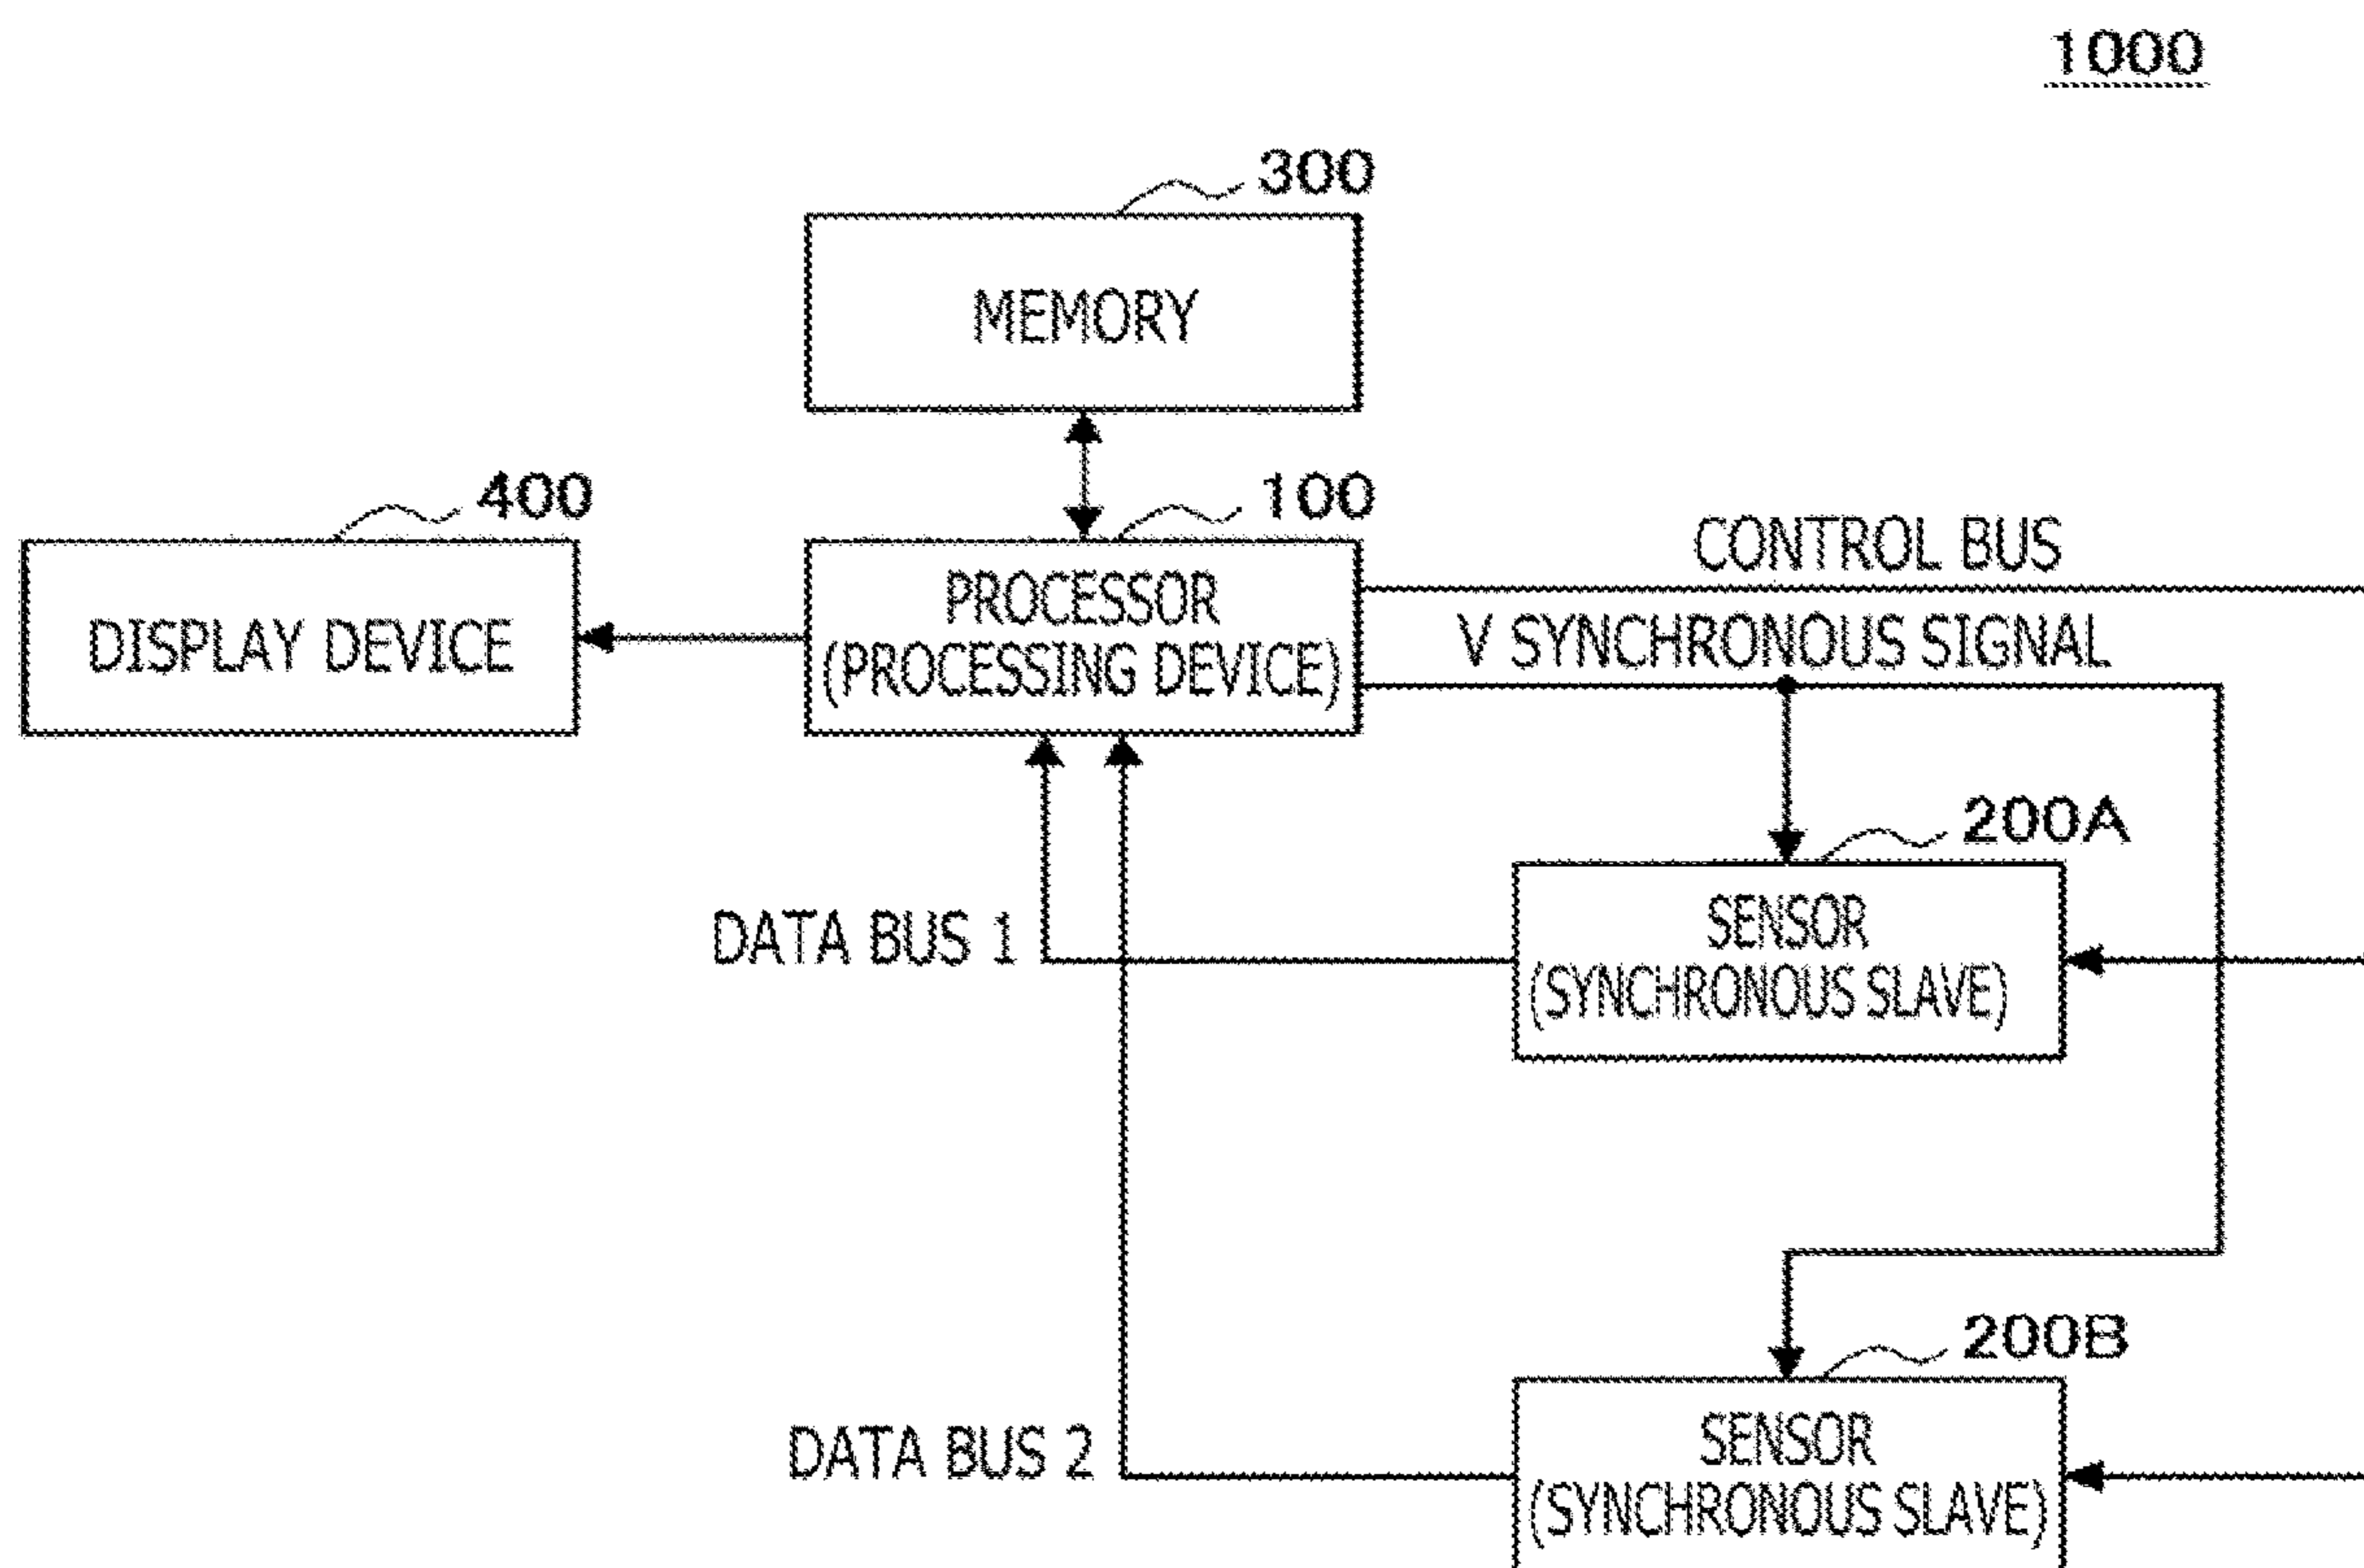 1000
300
MEMORY
400
100
DISPLAY DEVICE
PROCESSOR
(PROCESSING DEVICE)
CONTROL BUS
V SYNCHRONOUS SIGNAL
200A
DATA BUS 1
SENSOR
(SYNCHRONOUS SLAVE)
200B
DATA BUS 2
SENSOR
(SYNCHRONOUS SLAVE)